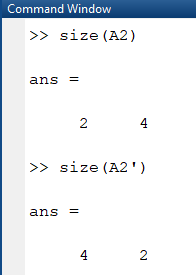 Command Window
>> size(A2)
ans =
2 4
>> size(A2')
ans =
4 2